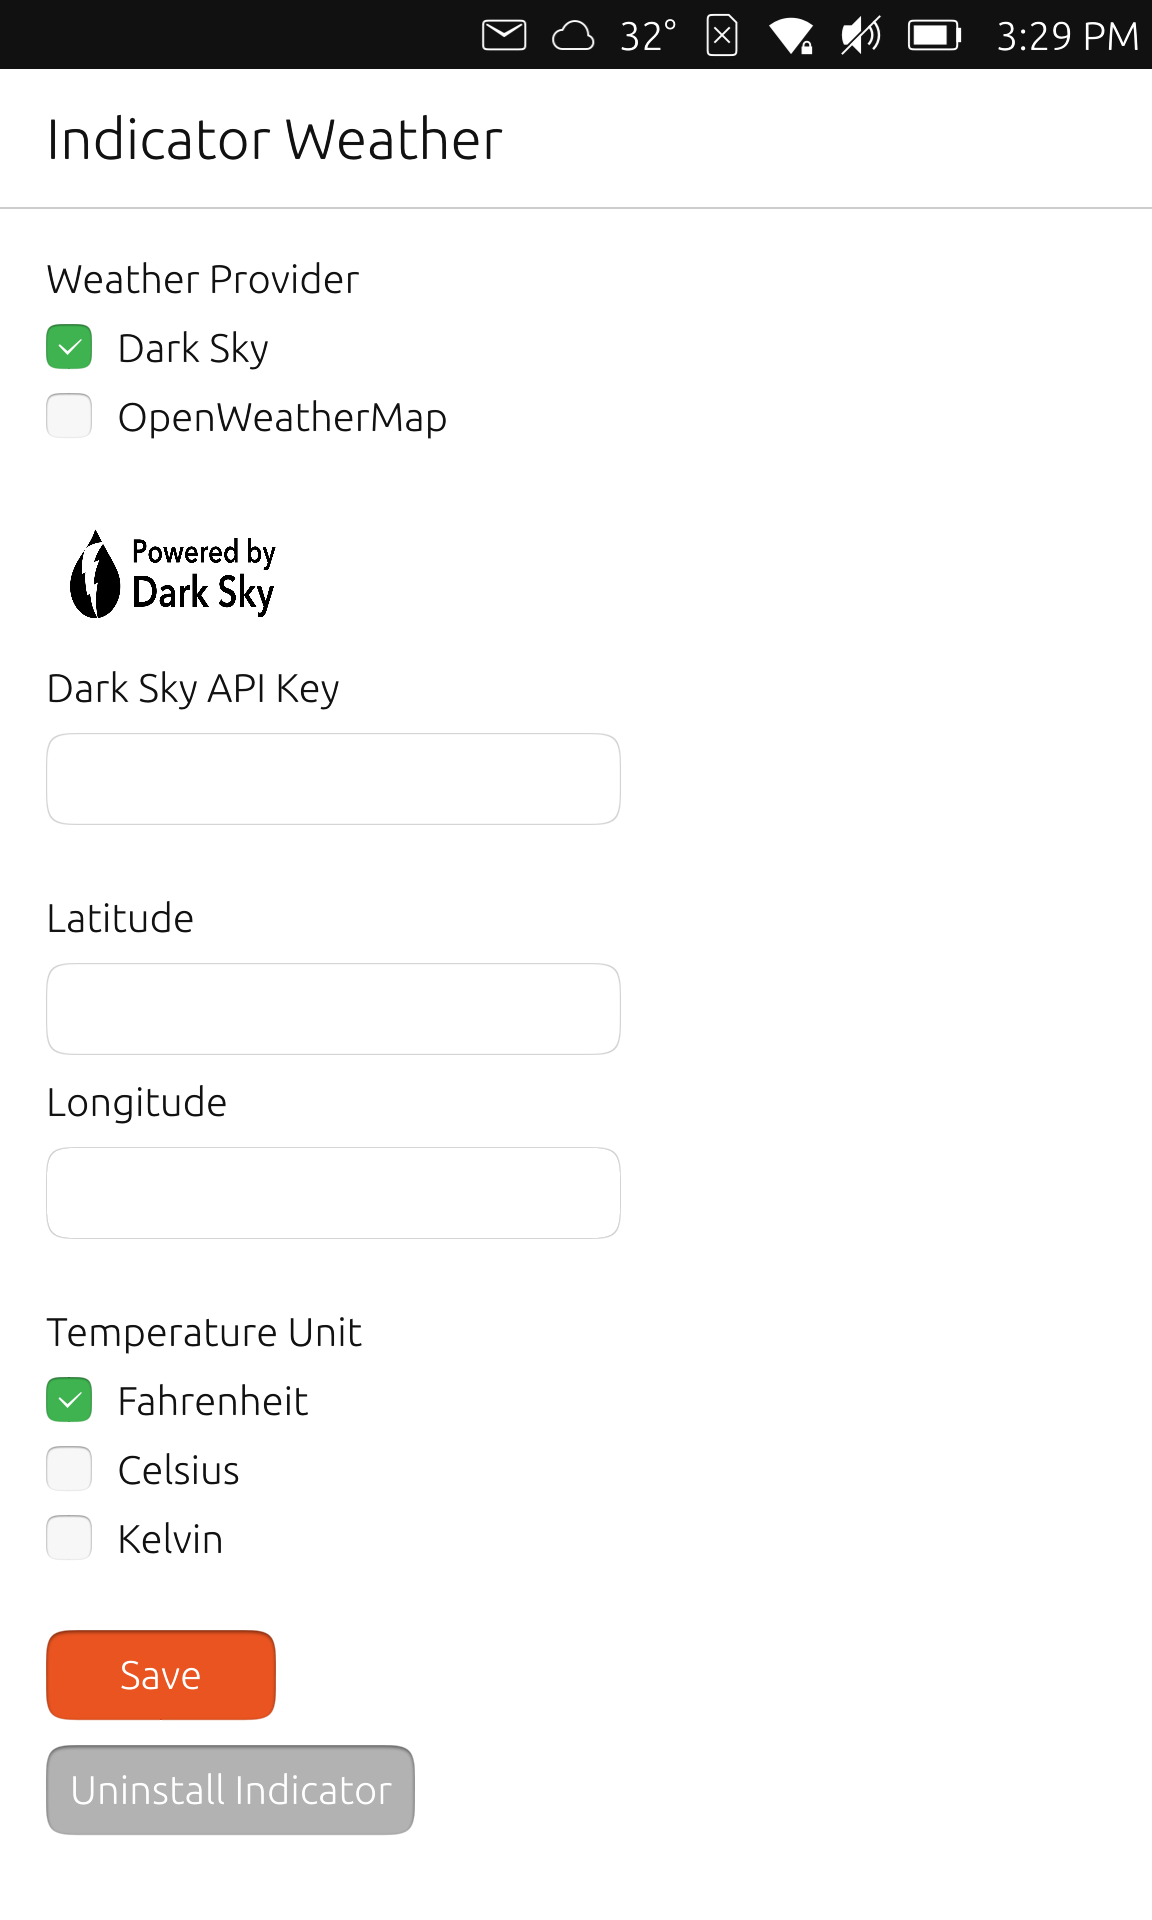 32° 3:29 PM
Indicator Weather
Weather Provider
Dark Sky
OpenWeatherMap
Powered by
Dark Sky
Dark Sky API Key
Latitude
Longitude
Temperature Unit
Fahrenheit
Celsius
Kelvin
Save
Uninstall Indicator